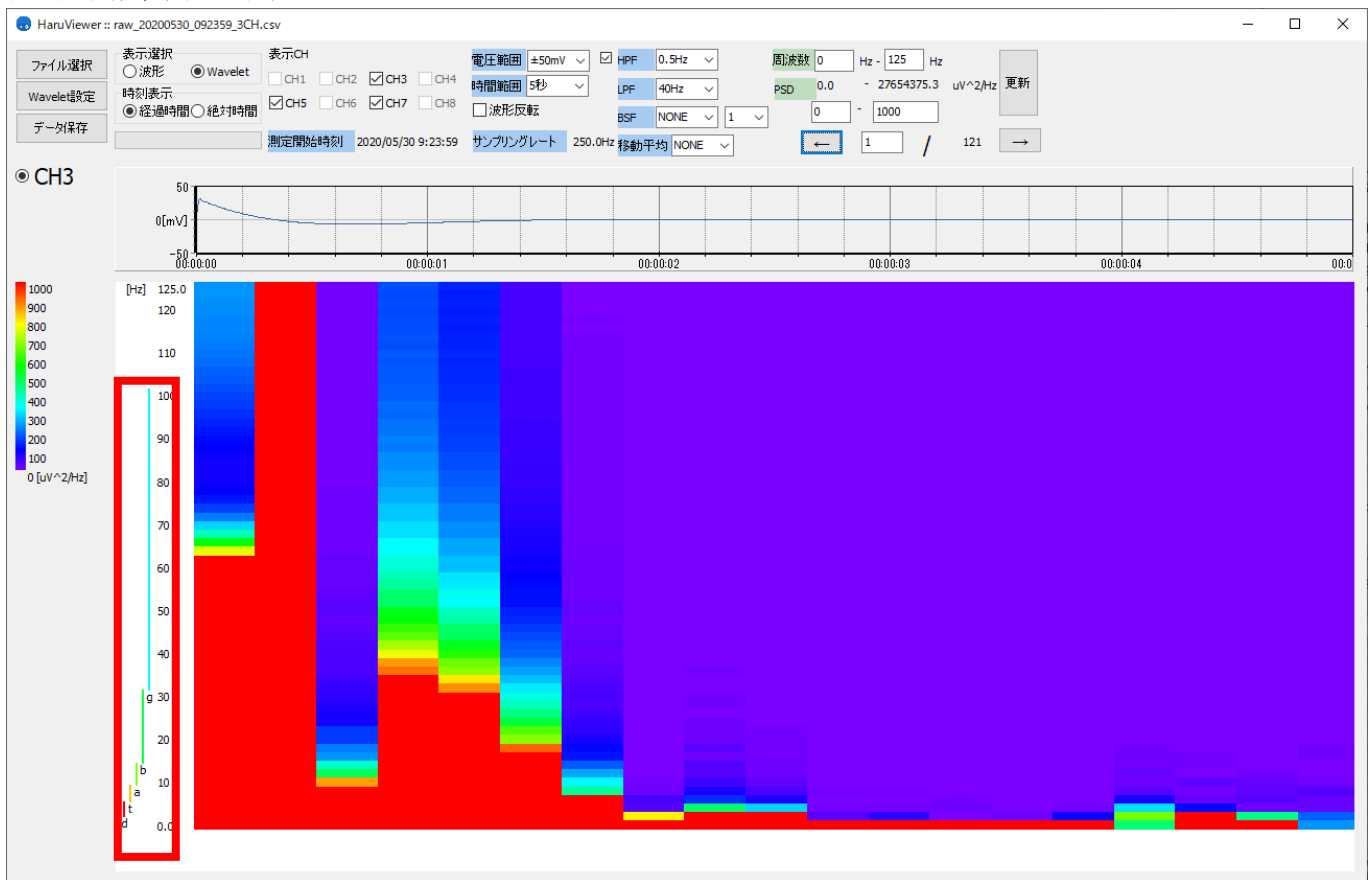 HaruViewer :: raw_20200530_092359_3CH.csv
ファイル選択
Wavelet設定
データ保存
表示選択
波形 Wavelet
時刻表示
経過時間 絶対時間
表示CH
CH1 CH2 CH3 CH4
CH5 CH6 CH7 CH8
測定開始時刻 2020/05/30 9:23:59
電圧範囲 ±50mV
時間範囲 5秒
波形反転
サンプリングレート 250.0Hz
HPF 0.5Hz
LPF 40Hz
BSF NONE 1
移動平均 NONE
周波数 0 Hz - 125 Hz
PSD 0.0 - 27654375.3 uV^2/Hz
0 - 1000
更新
← 1 / 121 →
CH3
50
0[mV]
-50
00:00:00 00:00:01 00:00:02 00:00:03 00:00:04 00:0
1000
900
800
700
600
500
400
300
200
100
0 [uV^2/Hz]
[Hz] 125.0
120
110
100
90
80
70
60
50
40
g 30
20
b
10
a
t
d 0.0